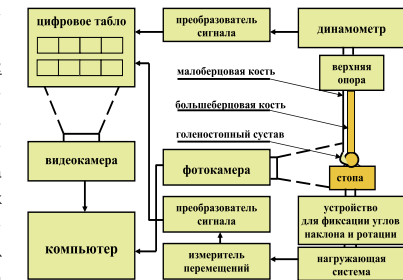 цифровое табло
преобразователь
сигнала
динамометр
верхняя
опора
малоберцовая кость
большеберцовая кость
голеностопный сустав
видеокамера
фотокамера
стопа
преобразователь
сигнала
устройство
для фиксации углов
наклона и ротации
компьютер
измеритель
перемещений
нагружающая
система